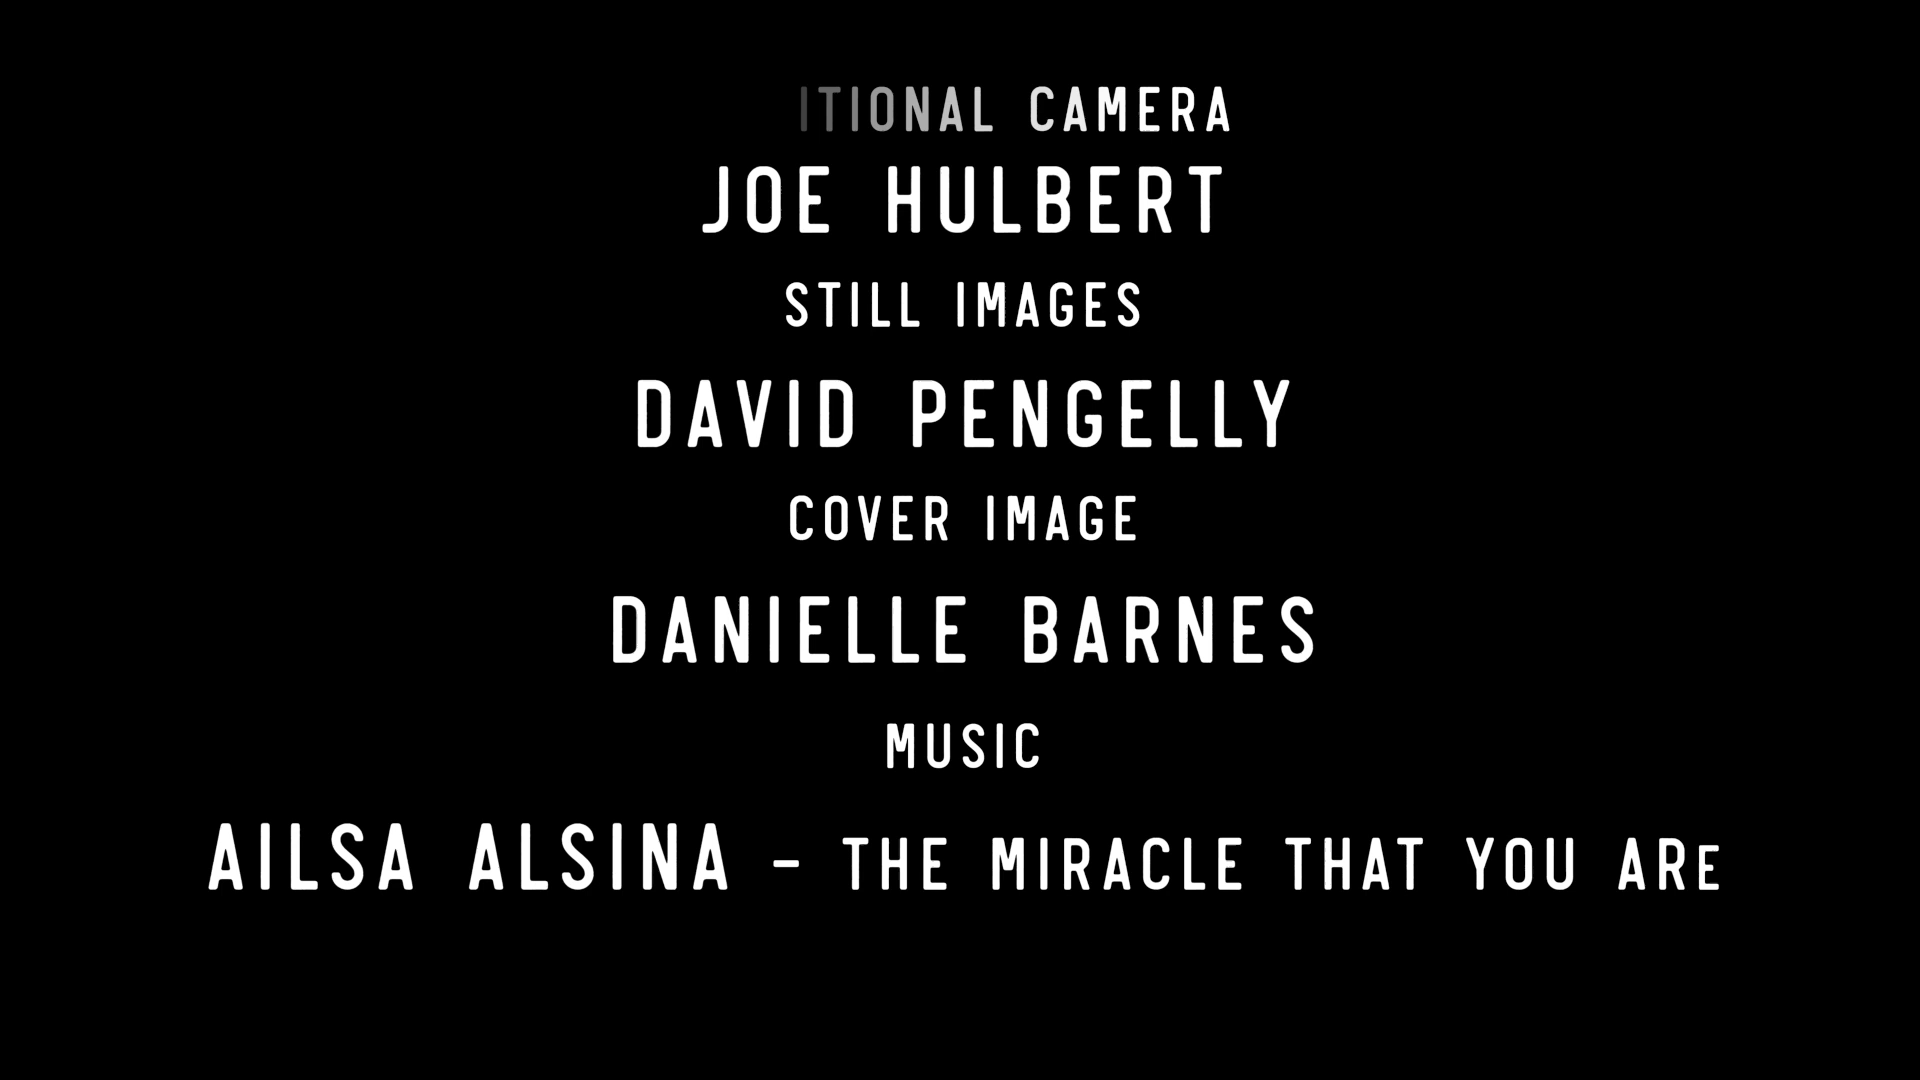 ITIONAL CAMERA
JOE HULBERT
STILL IMAGES
DAVID PENGELLY
COVER IMAGE
DANIELLE BARNES
MUSIC
AILSA ALSINA - THE MIRACLE THAT YOU ARE